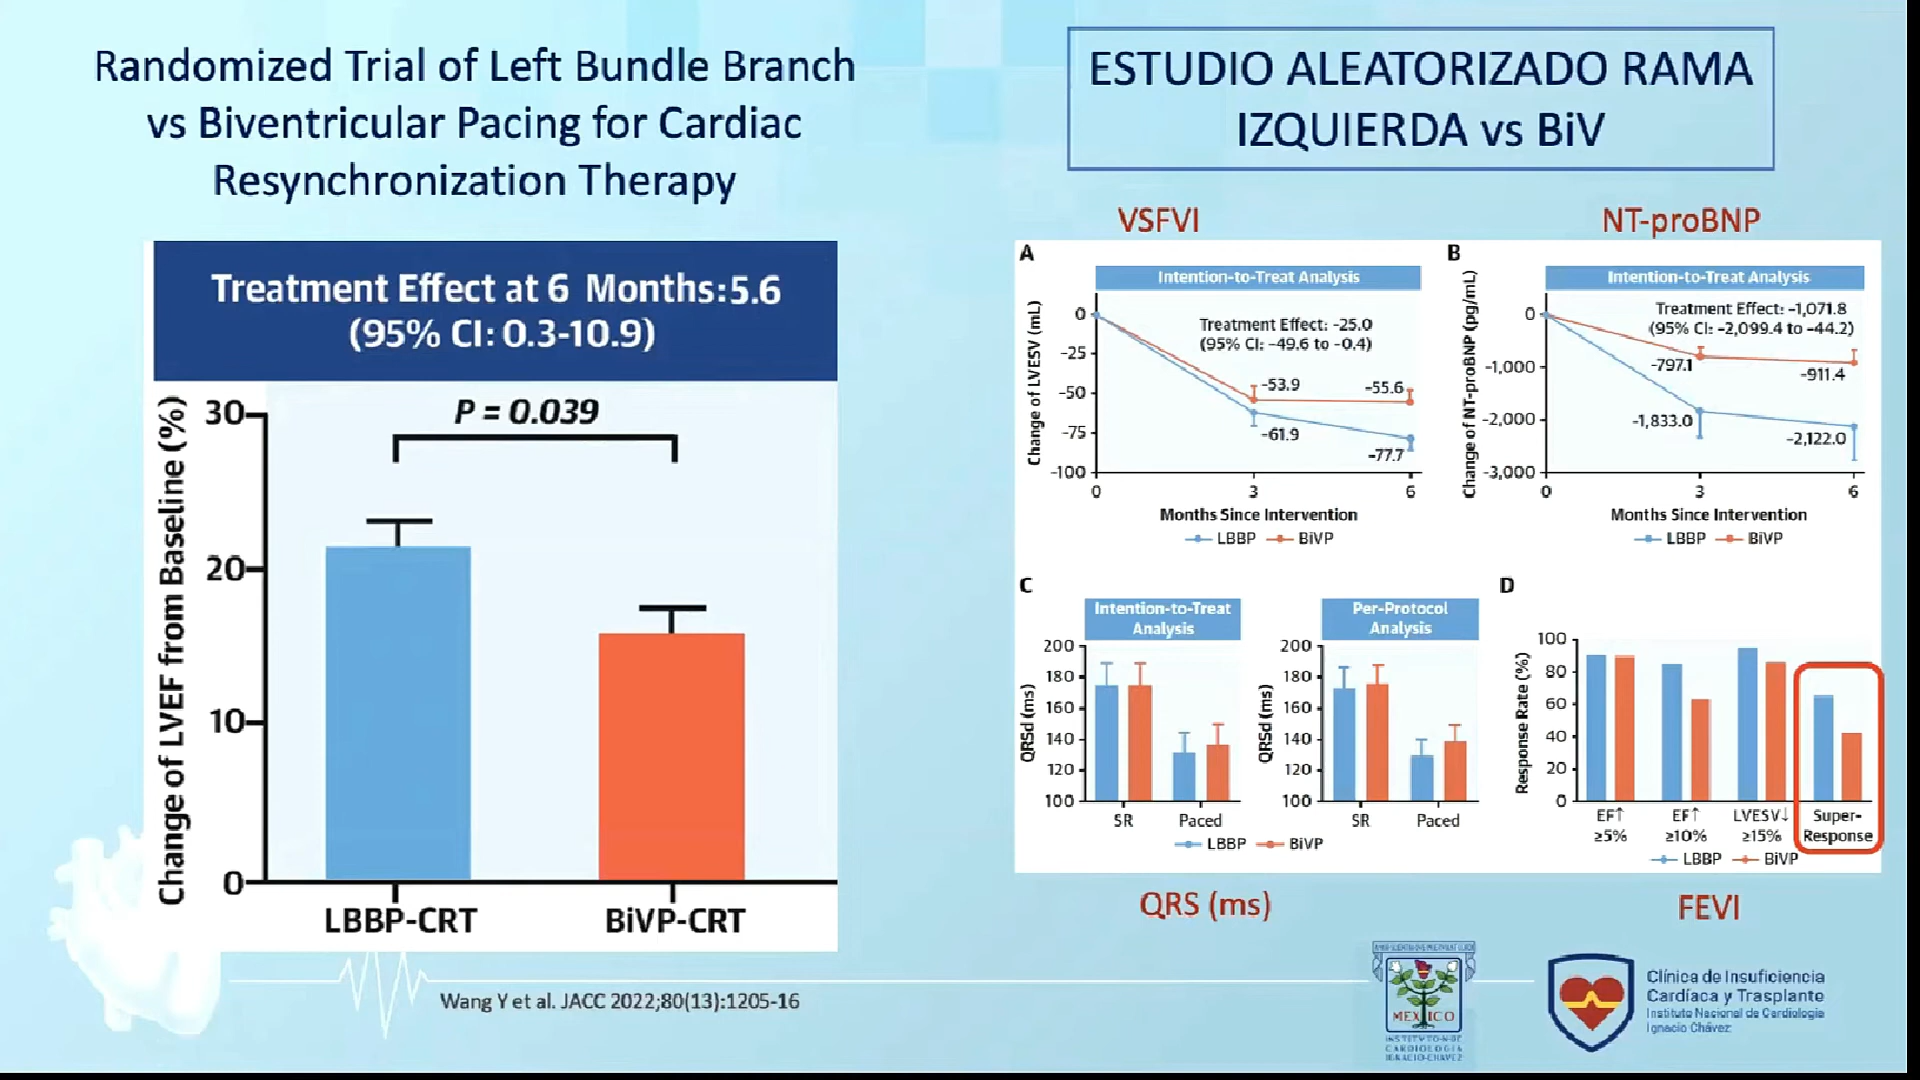 Randomized Trial of Left Bundle Branch
vs Biventricular Pacing for Cardiac
Resynchronization Therapy
ESTUDIO ALEATORIZADO RAMA
IZQUIERDA vs BiV
Treatment Effect at 6 Months:5.6
(95% CI: 0.3-10.9)
Change of LVEF from Baseline (%)
30
20
10
0
P = 0.039
LBBP-CRT
BiVP-CRT
VSFVI
A
Intention-to-Treat Analysis
Change of LVESV (mL)
0
-25
-50
-75
-100
Treatment Effect: -25.0
(95% CI: -49.6 to -0.4)
-53.9
-55.6
-61.9
-77.7
0
3
6
Months Since Intervention
LBBP
BiVP
NT-proBNP
B
Intention-to-Treat Analysis
Change of NT-proBNP (pg/mL)
0
-1,000
-2,000
-3,000
Treatment Effect: -1,071.8
(95% CI: -2,099.4 to -44.2)
-797.1
-911.4
-1,833.0
-2,122.0
0
3
6
Months Since Intervention
LBBP
BiVP
C
Intention-to-Treat
Analysis
QRSd (ms)
200
180
160
140
120
100
SR
Paced
Per-Protocol
Analysis
QRSd (ms)
200
180
160
140
120
100
SR
Paced
LBBP
BiVP
D
Response Rate (%)
100
80
60
40
20
0
EF↑
≥5%
EF↑
≥10%
LVESV↓
≥15%
Super-
Response
LBBP
BiVP
QRS (ms)
FEVI
Wang Y et al. JACC 2022;80(13):1205-16
MEXICO
INSTITVTO·N·DE
CARDIOLOGIA
IGNACIO·CHAVEZ
Clínica de Insuficiencia
Cardíaca y Trasplante
Instituto Nacional de Cardiología
Ignacio Chávez